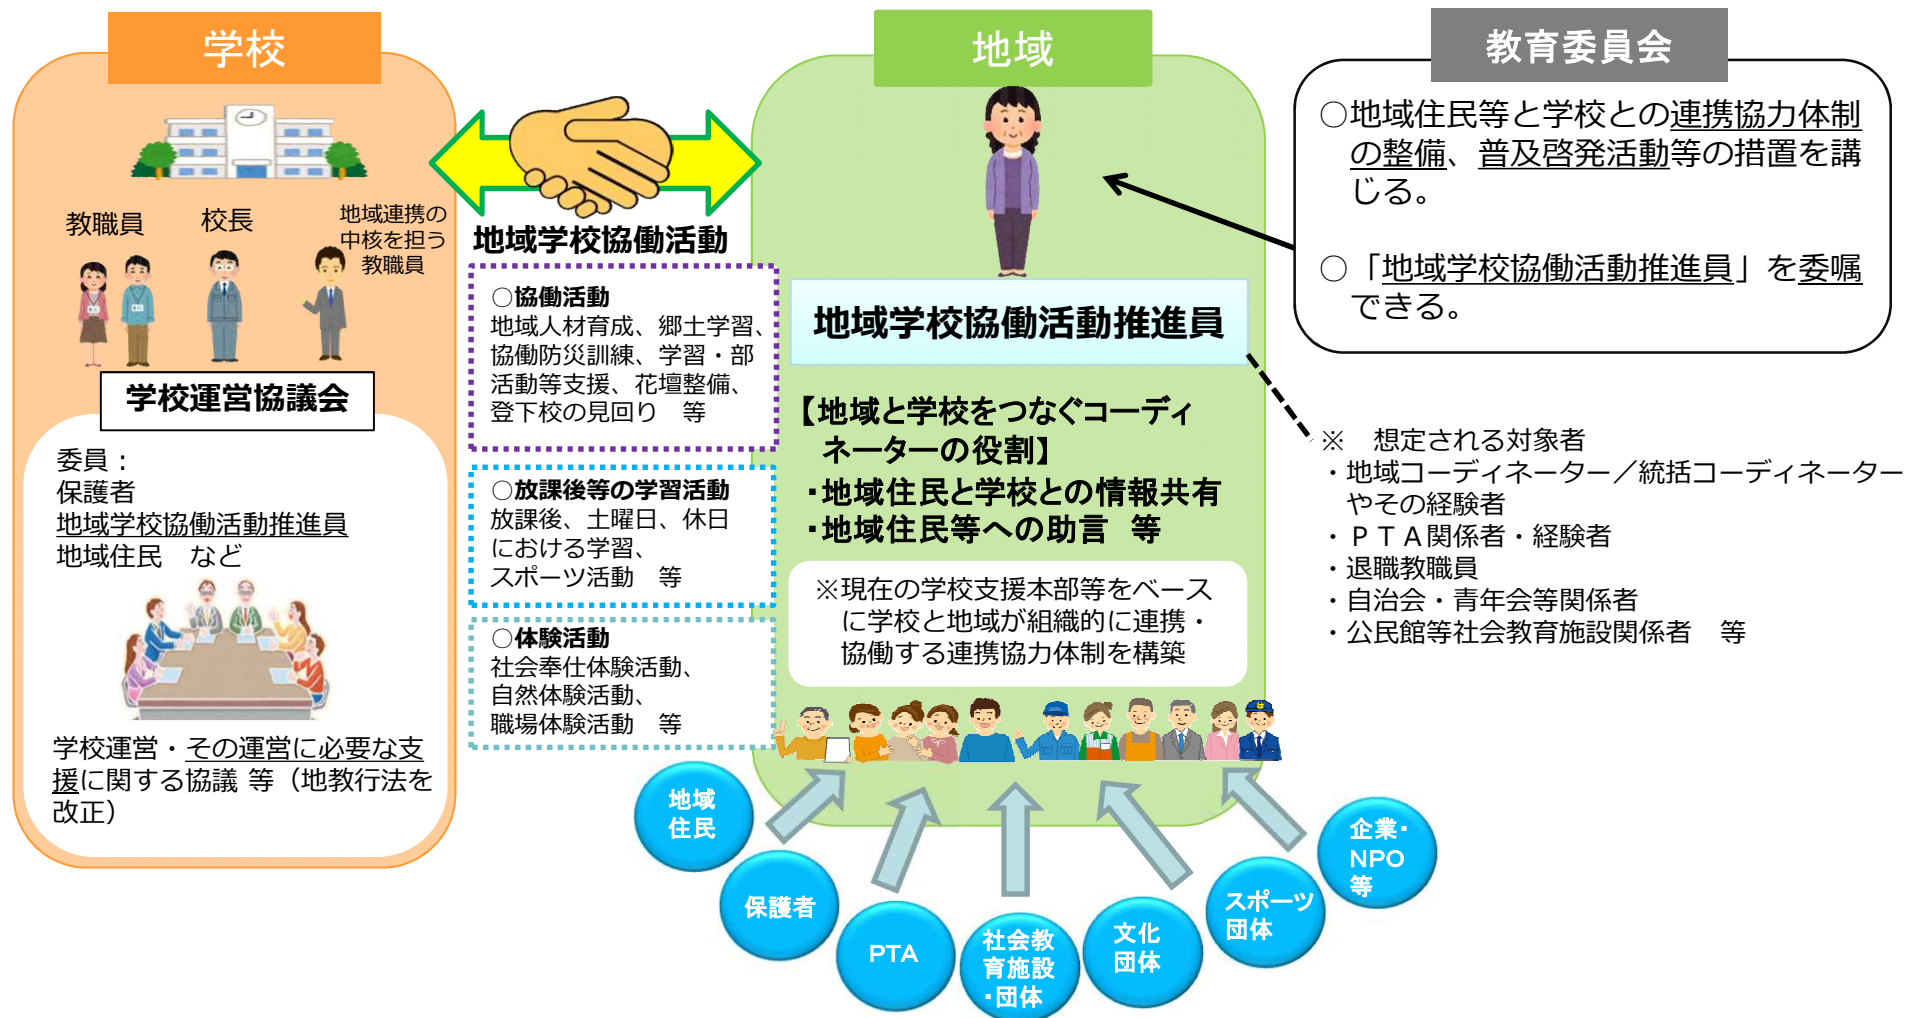 学校
教職員
校長
地域連携の
中核を担う
教職員
学校運営協議会
委員：
保護者
地域学校協働活動推進員
地域住民　など
学校運営・その運営に必要な支
援に関する協議 等（地教行法を
改正）
地域学校協働活動
○協働活動
地域人材育成、郷土学習、
協働防災訓練、学習・部
活動等支援、花壇整備、
登下校の見回り　等
○放課後等の学習活動
放課後、土曜日、休日
における学習、
スポーツ活動　等
○体験活動
社会奉仕体験活動、
自然体験活動、
職場体験活動　等
地域
地域学校協働活動推進員
【地域と学校をつなぐコーディ
ネーターの役割】
・地域住民と学校との情報共有
・地域住民等への助言　等
※現在の学校支援本部等をベース
に学校と地域が組織的に連携・
協働する連携協力体制を構築
地域
住民
保護者
PTA
社会教
育施設
・団体
文化
団体
スポーツ
団体
企業・
NPO
等
教育委員会
○地域住民等と学校との連携協力体制
の整備、普及啓発活動等の措置を講
じる。
○「地域学校協働活動推進員」を委嘱
できる。
※　想定される対象者
・地域コーディネーター／統括コーディネーター
やその経験者
・ＰＴＡ関係者・経験者
・退職教職員
・自治会・青年会等関係者
・公民館等社会教育施設関係者　等